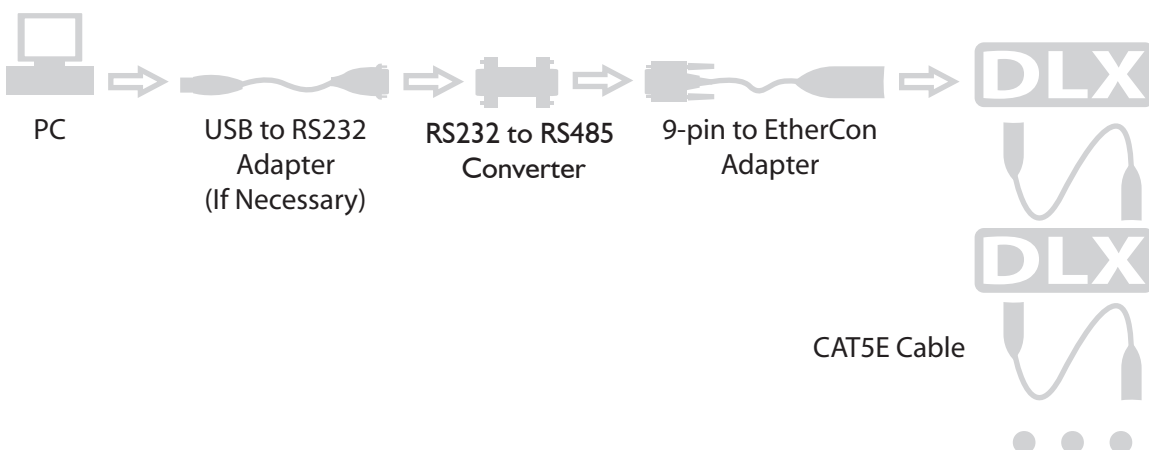 DLX
PC
USB to RS232
Adapter
(If Necessary)
RS232 to RS485
Converter
9-pin to EtherCon
Adapter
DLX
CAT5E Cable